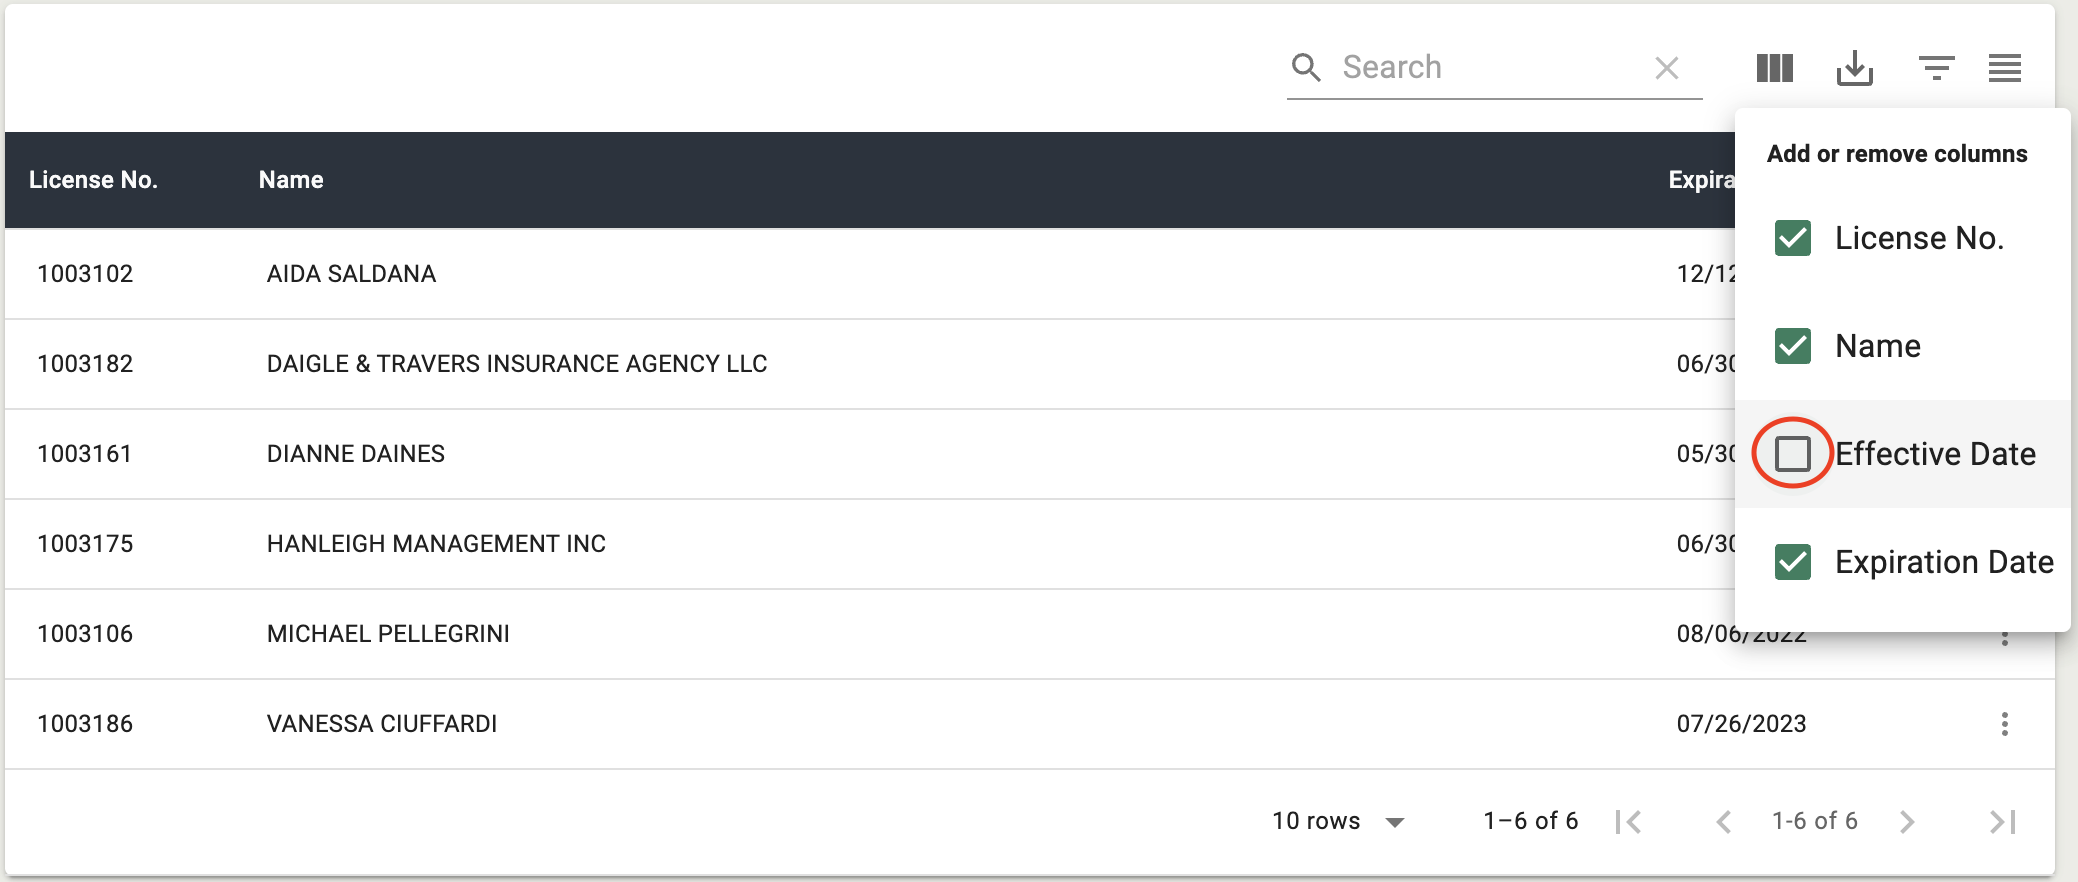 Search
Add or remove columns
License No. Name Expira
License No.
Name
Effective Date
Expiration Date
1003102 AIDA SALDANA 12/12
1003182 DAIGLE & TRAVERS INSURANCE AGENCY LLC 06/30
1003161 DIANNE DAINES 05/30
1003175 HANLEIGH MANAGEMENT INC 06/30
1003106 MICHAEL PELLEGRINI 08/06/2022
1003186 VANESSA CIUFFARDI 07/26/2023
10 rows 1–6 of 6 1-6 of 6